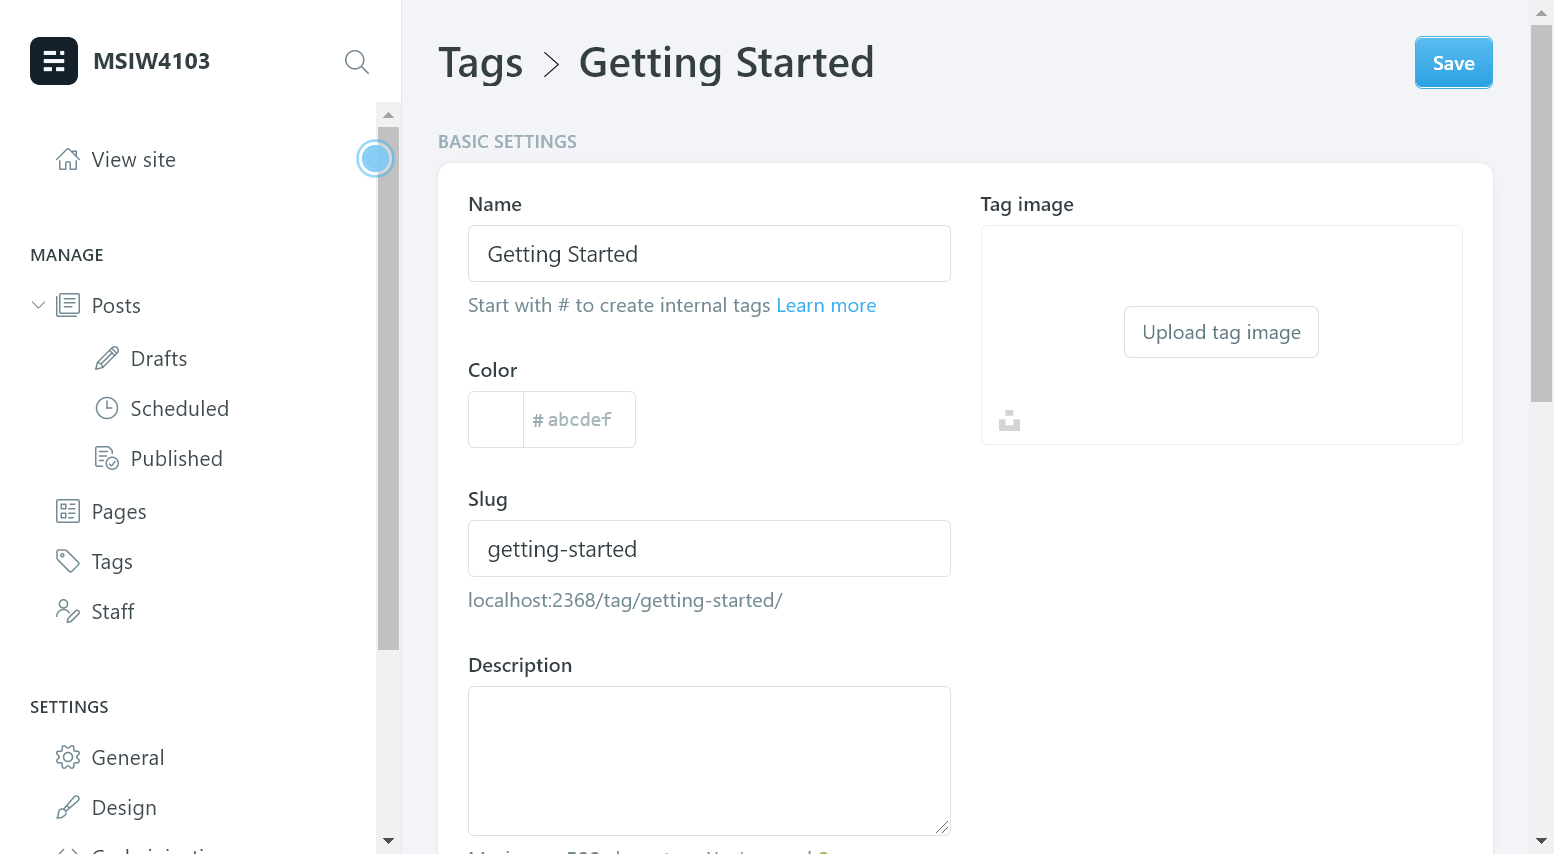 MSIW4103
View site
MANAGE
Posts
Drafts
Scheduled
Published
Pages
Tags
Staff
SETTINGS
General
Design
Tags > Getting Started
Save
BASIC SETTINGS
Name
Getting Started
Start with # to create internal tags Learn more
Color
# abcdef
Slug
getting-started
localhost:2368/tag/getting-started/
Description
Tag image
Upload tag image